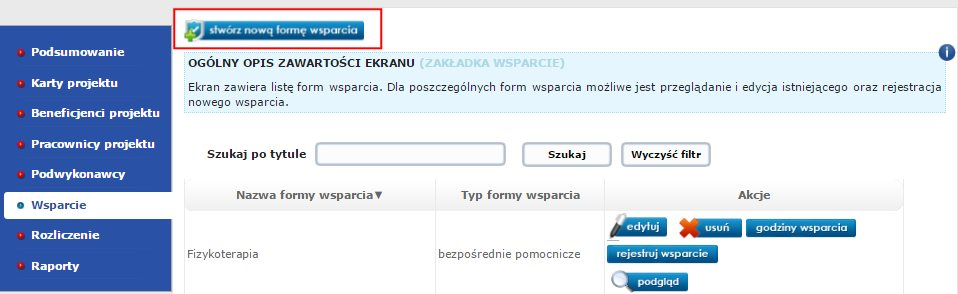 stwórz nową formę wsparcia
Podsumowanie
Karty projektu
Beneficjenci projektu
Pracownicy projektu
Podwykonawcy
Wsparcie
Rozliczenie
Raporty
OGÓLNY OPIS ZAWARTOŚCI EKRANU (ZAKŁADKA WSPARCIE)
i
Ekran zawiera listę form wsparcia. Dla poszczególnych form wsparcia możliwe jest przeglądanie i edycja istniejącego oraz rejestracja
nowego wsparcia.
Szukaj po tytule Szukaj Wyczyść filtr
Nazwa formy wsparcia▼ Typ formy wsparcia Akcje
Fizykoterapia bezpośrednie pomocnicze
edytuj usuń godziny wsparcia
rejestruj wsparcie
podgląd